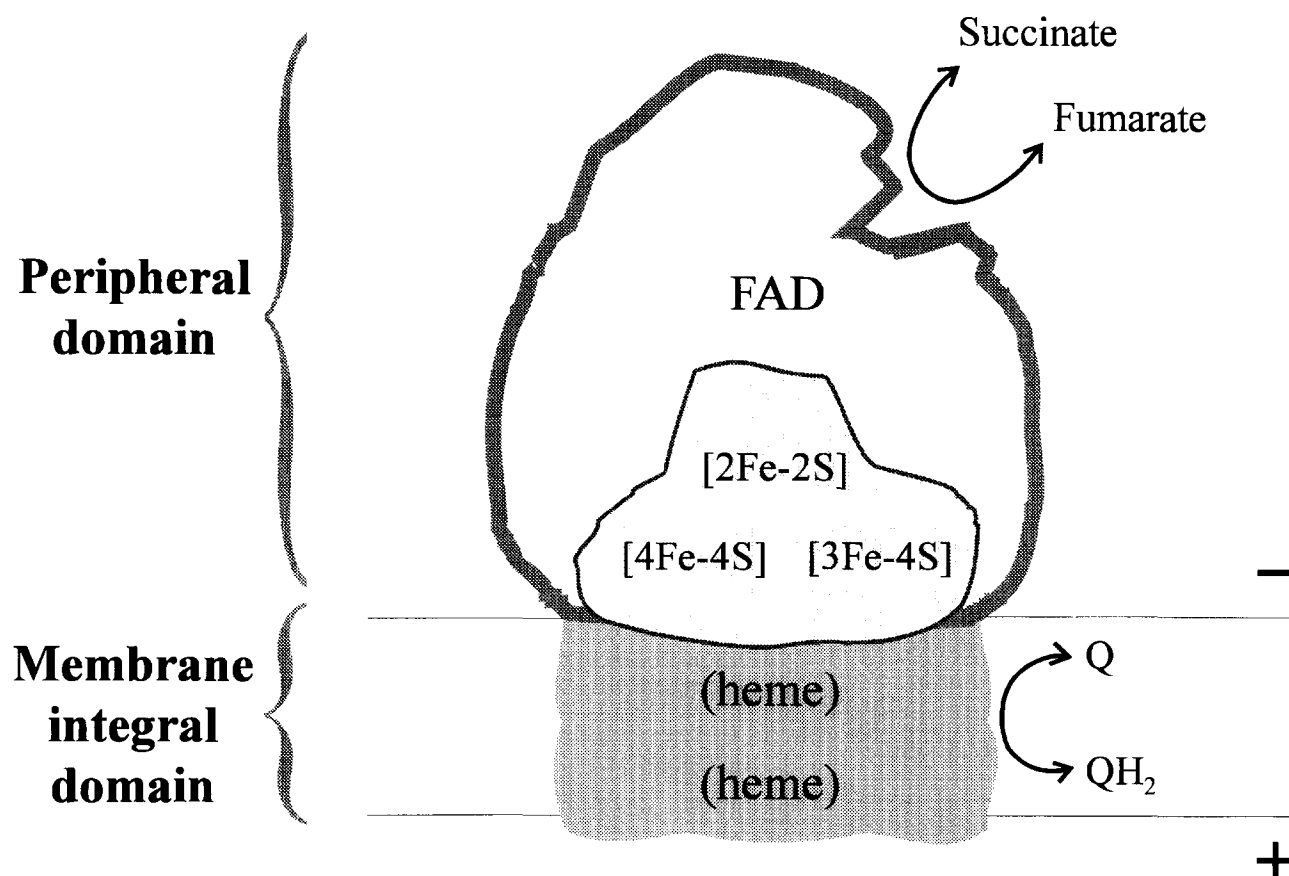 Succinate
Fumarate
Peripheral
domain
FAD
[2Fe-2S]
[4Fe-4S] [3Fe-4S]
−
Membrane
integral
domain
(heme)
(heme)
Q
QH₂
+